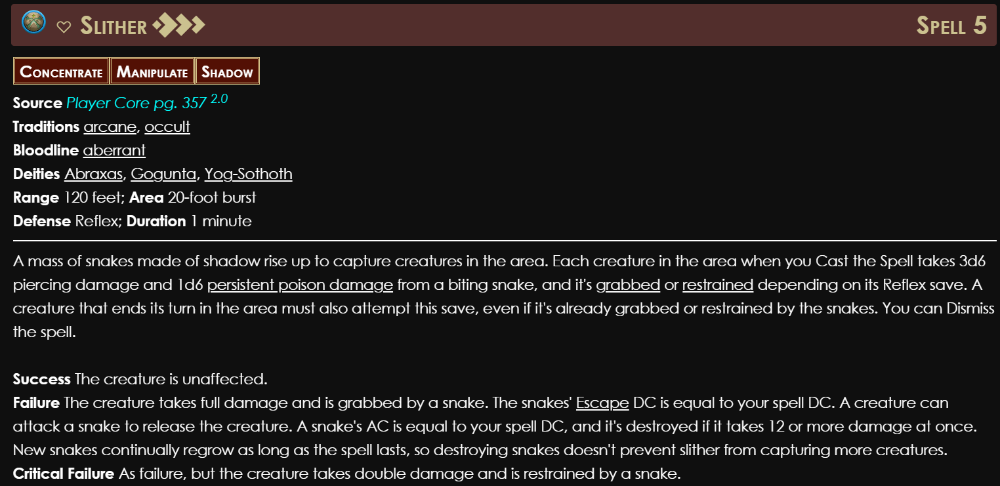 Slither
Spell 5
Concentrate Manipulate Shadow
Source Player Core pg. 357 2.0
Traditions arcane, occult
Bloodline aberrant
Deities Abraxas, Gogunta, Yog-Sothoth
Range 120 feet; Area 20-foot burst
Defense Reflex; Duration 1 minute
A mass of snakes made of shadow rise up to capture creatures in the area. Each creature in the area when you Cast the Spell takes 3d6
piercing damage and 1d6 persistent poison damage from a biting snake, and it's grabbed or restrained depending on its Reflex save. A
creature that ends its turn in the area must also attempt this save, even if it's already grabbed or restrained by the snakes. You can Dismiss
the spell.
Success The creature is unaffected.
Failure The creature takes full damage and is grabbed by a snake. The snakes' Escape DC is equal to your spell DC. A creature can
attack a snake to release the creature. A snake's AC is equal to your spell DC, and it's destroyed if it takes 12 or more damage at once.
New snakes continually regrow as long as the spell lasts, so destroying snakes doesn't prevent slither from capturing more creatures.
Critical Failure As failure, but the creature takes double damage and is restrained by a snake.